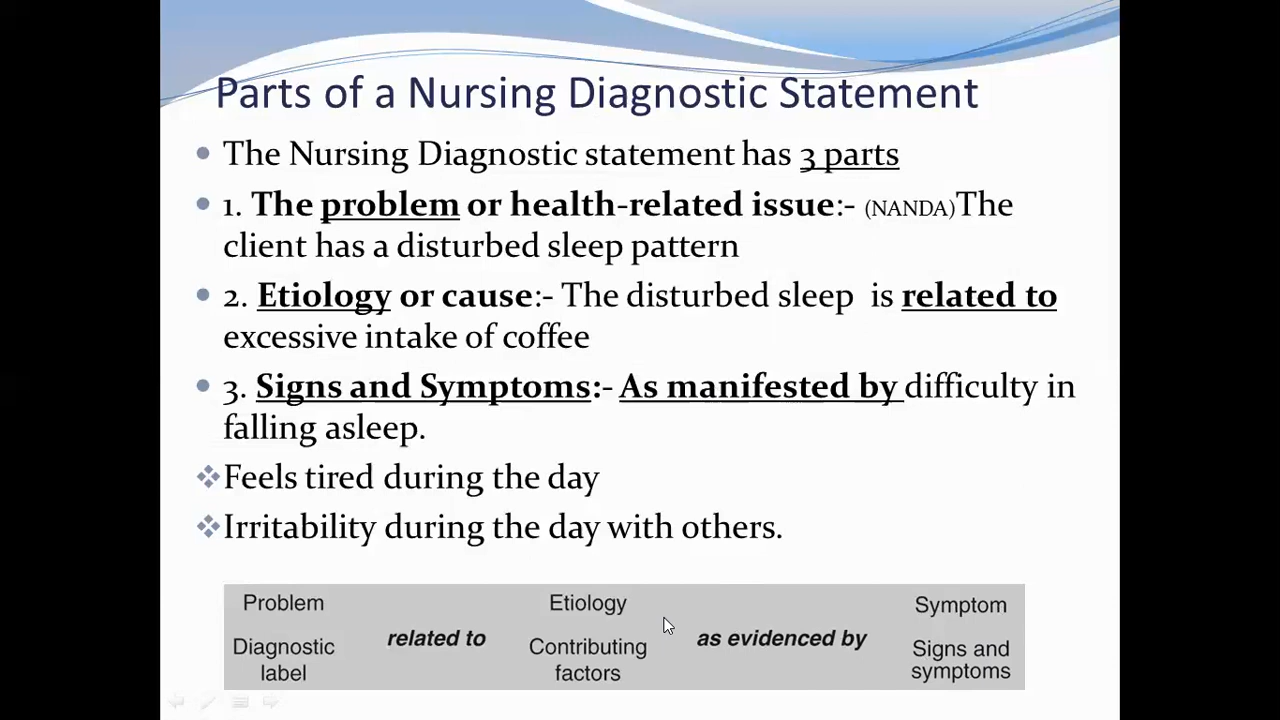 Parts of a Nursing Diagnostic Statement
The Nursing Diagnostic statement has 3 parts
1. The problem or health-related issue:- (NANDA)The
client has a disturbed sleep pattern
2. Etiology or cause:- The disturbed sleep is related to
excessive intake of coffee
3. Signs and Symptoms:- As manifested by difficulty in
falling asleep.
Feels tired during the day
Irritability during the day with others.
Problem
Diagnostic
label
related to
Etiology
Contributing
factors
as evidenced by
Symptom
Signs and
symptoms